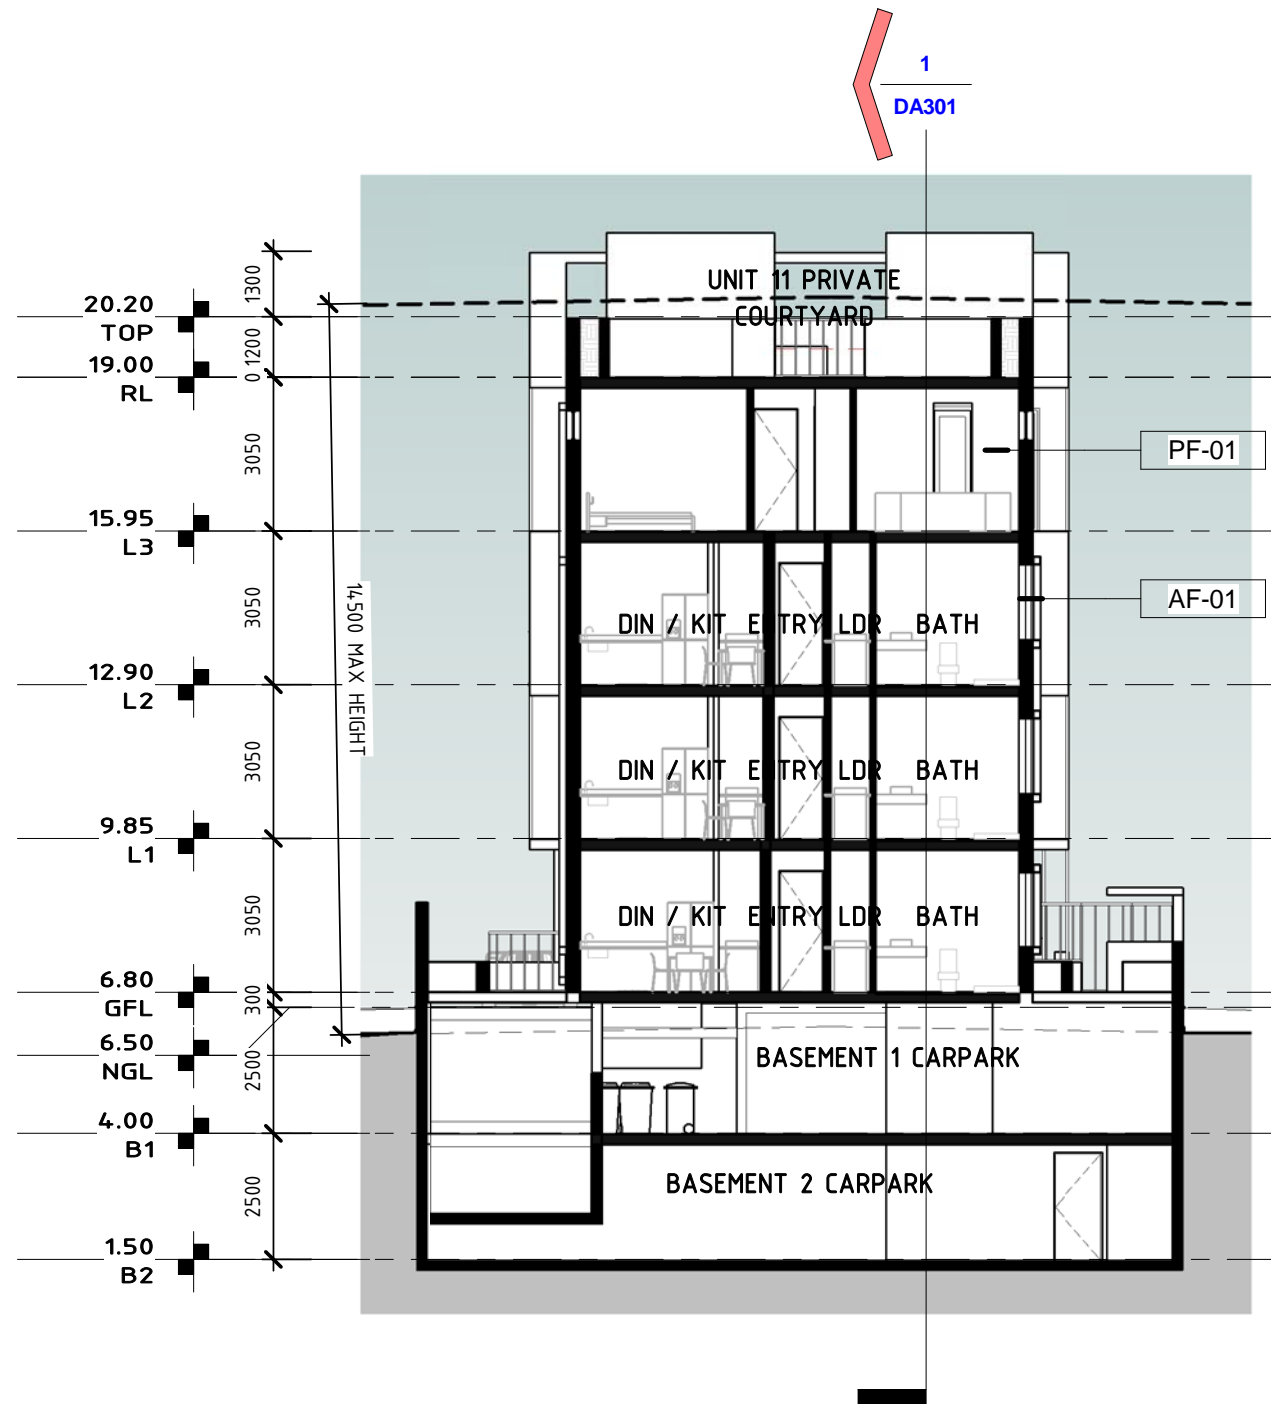 1
DA301
UNIT 11 PRIVATE
COURTYARD
1300
20.20
TOP
1200
19.00
0
RL
3050
PF-01
15.95
L3
3050
14500 MAX HEIGHT
AF-01
DIN / KIT ENTRY LDR BATH
12.90
L2
3050
DIN / KIT ENTRY LDR BATH
9.85
L1
3050
DIN / KIT ENTRY LDR BATH
6.80
GFL
300
6.50
NGL
2500
BASEMENT 1 CARPARK
4.00
B1
2500
BASEMENT 2 CARPARK
1.50
B2